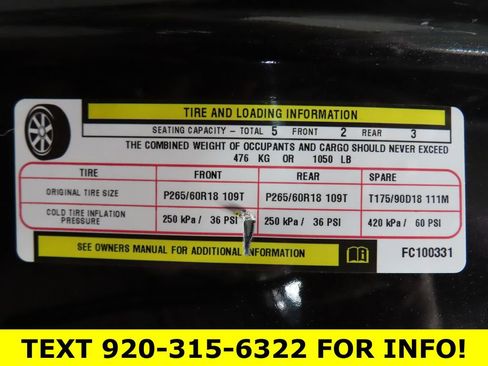 TIRE AND LOADING INFORMATION
SEATING CAPACITY - TOTAL 5 FRONT 2 REAR 3
THE COMBINED WEIGHT OF OCCUPANTS AND CARGO SHOULD NEVER EXCEED
476 KG OR 1050 LB
TIRE FRONT REAR SPARE
ORIGINAL TIRE SIZE P265/60R18 109T P265/60R18 109T T175/90D18 111M
COLD TIRE INFLATION PRESSURE 250 kPa / 36 PSI 250 kPa / 36 PSI 420 kPa / 60 PSI
SEE OWNERS MANUAL FOR ADDITIONAL INFORMATION FC100331
TEXT 920-315-6322 FOR INFO!